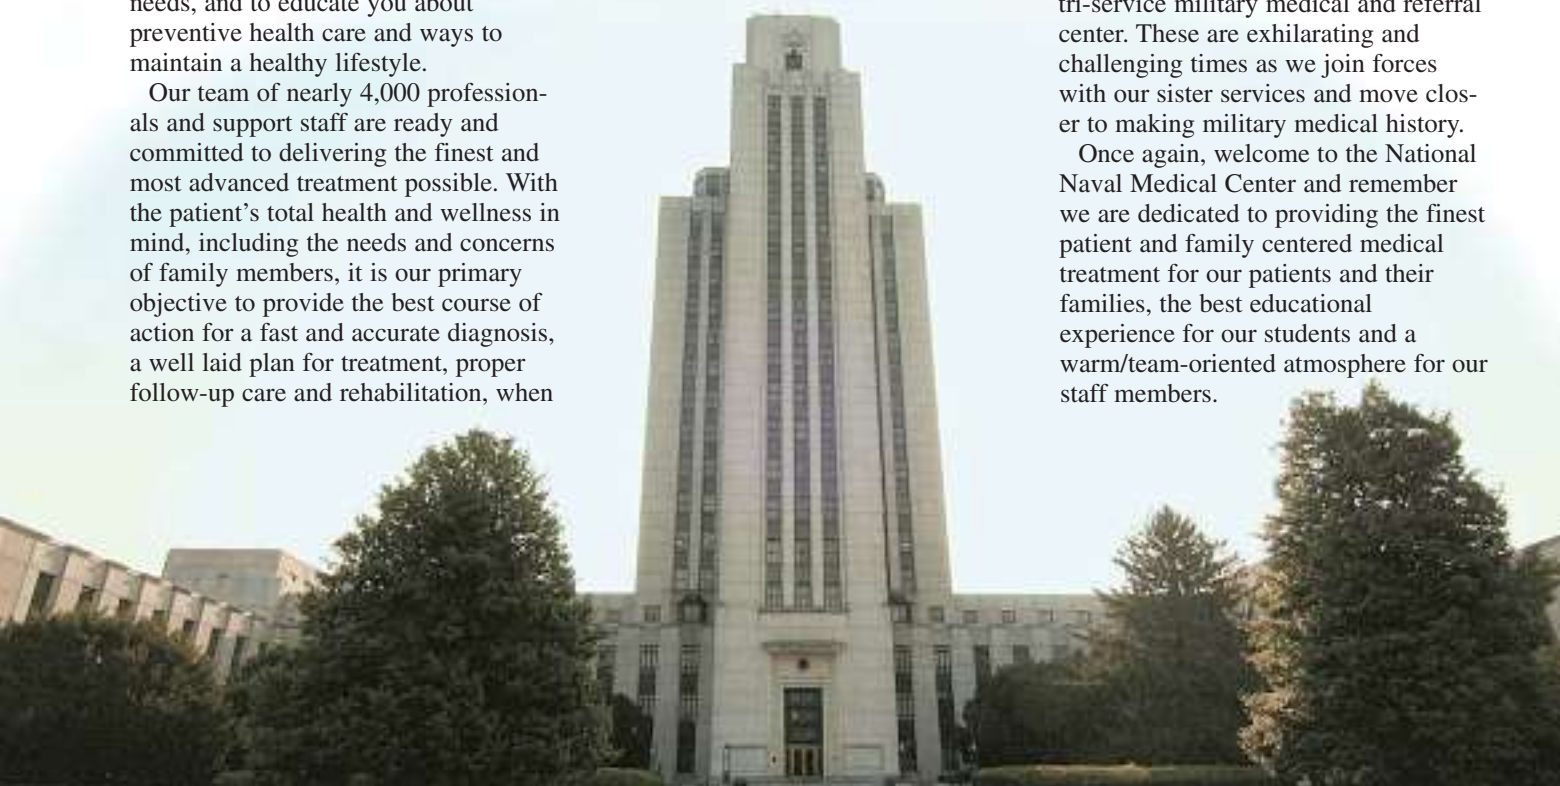 needs, and to educate you about
preventive health care and ways to
maintain a healthy lifestyle.
Our team of nearly 4,000 profession-
als and support staff are ready and
committed to delivering the finest and
most advanced treatment possible. With
the patient's total health and wellness in
mind, including the needs and concerns
of family members, it is our primary
objective to provide the best course of
action for a fast and accurate diagnosis,
a well laid plan for treatment, proper
follow-up care and rehabilitation, when
tri-service military medical and referral
center. These are exhilarating and
challenging times as we join forces
with our sister services and move clos-
er to making military medical history.
Once again, welcome to the National
Naval Medical Center and remember
we are dedicated to providing the finest
patient and family centered medical
treatment for our patients and their
families, the best educational
experience for our students and a
warm/team-oriented atmosphere for our
staff members.